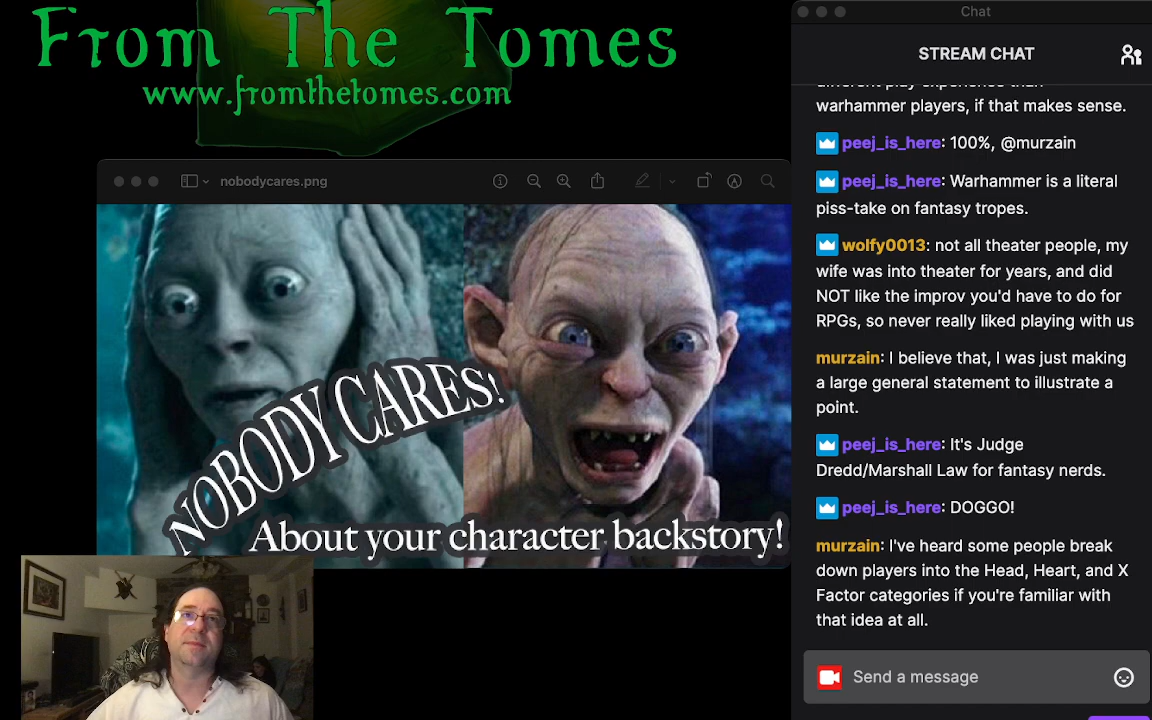 From The Tomes
www.fromthetomes.com
nobodycares.png
NOBODY CARES!
About your character backstory!
Chat
STREAM CHAT
different play experience than
warhammer players, if that makes sense.
peej_is_here: 100%, @murzain
peej_is_here: Warhammer is a literal
piss-take on fantasy tropes.
wolfy0013: not all theater people, my
wife was into theater for years, and did
NOT like the improv you'd have to do for
RPGs, so never really liked playing with us
murzain: I believe that, I was just making
a large general statement to illustrate a
point.
peej_is_here: It's Judge
Dredd/Marshall Law for fantasy nerds.
peej_is_here: DOGGO!
murzain: I've heard some people break
down players into the Head, Heart, and X
Factor categories if you're familiar with
that idea at all.
Send a message